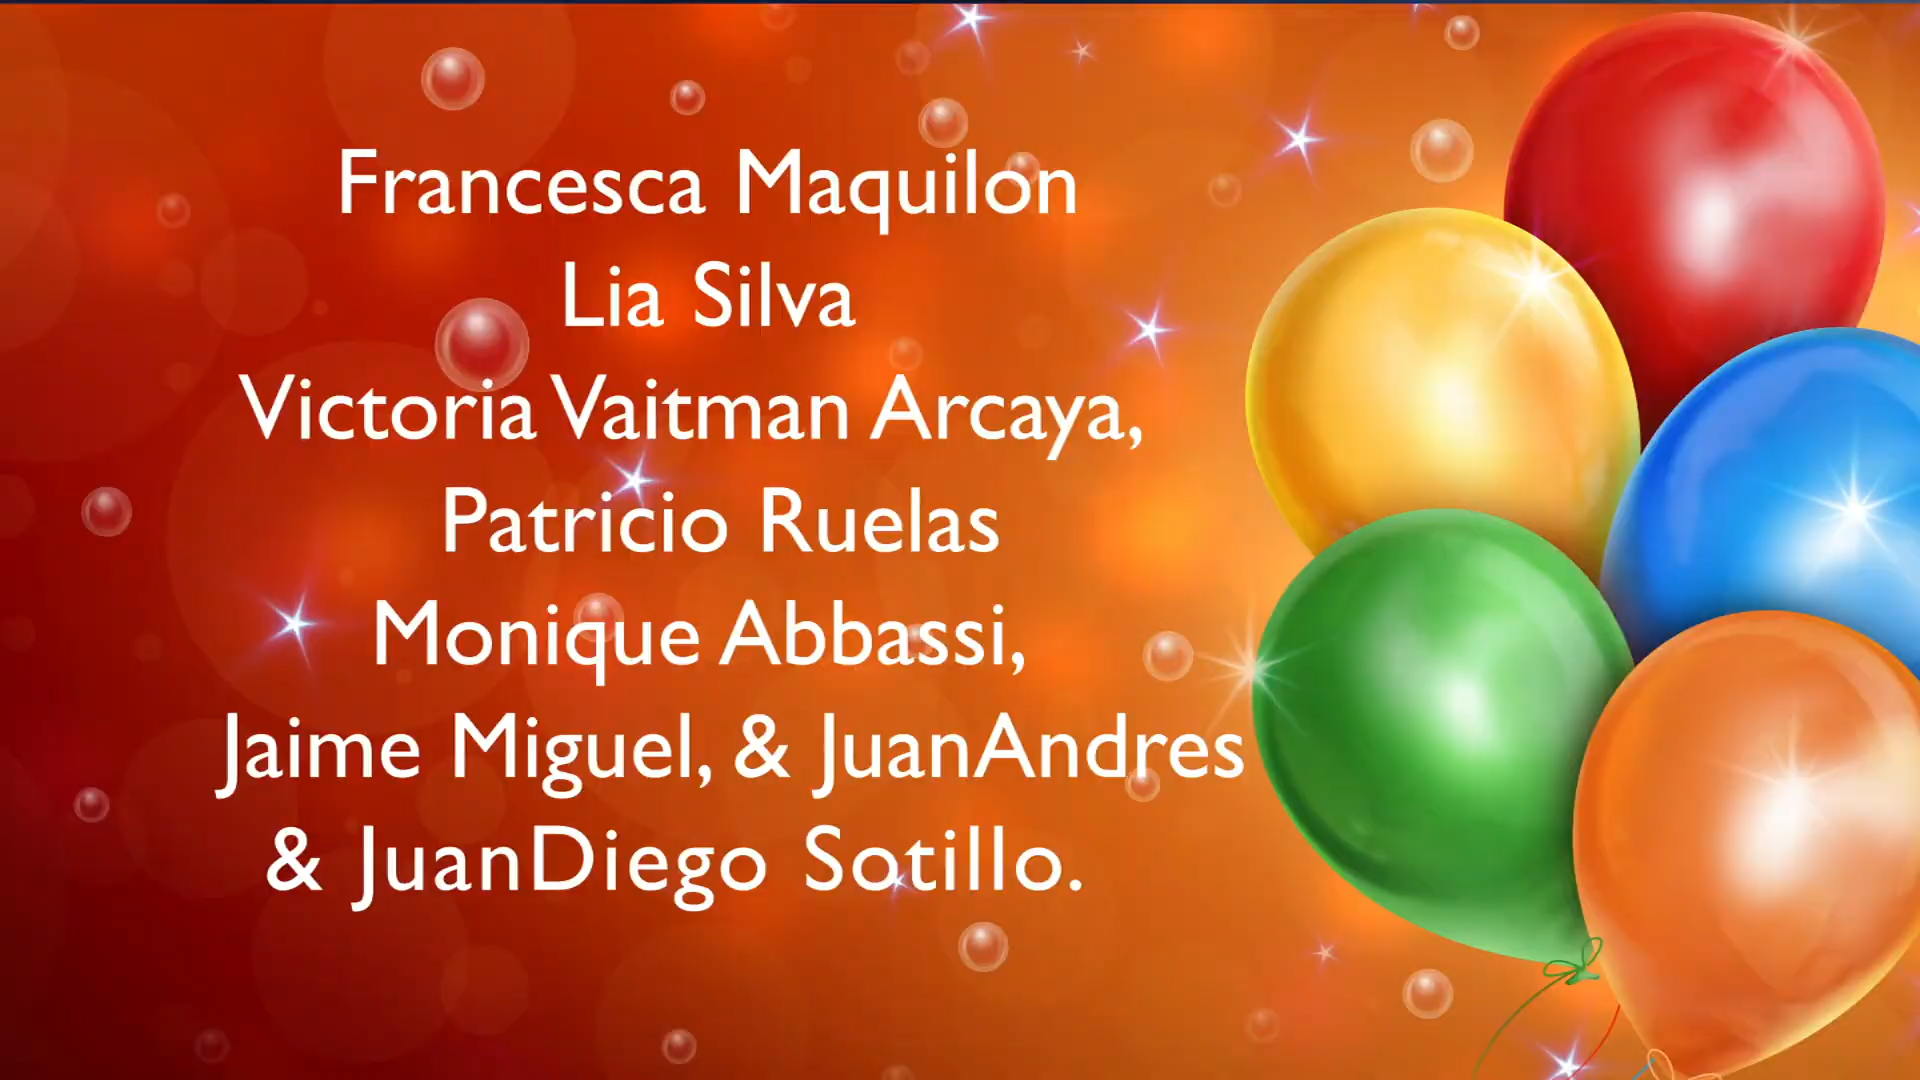 Francesca Maquilon
Lia Silva
Victoria Vaitman Arcaya,
Patricio Ruelas
Monique Abbassi,
Jaime Miguel, & JuanAndres
& JuanDiego Sotillo.